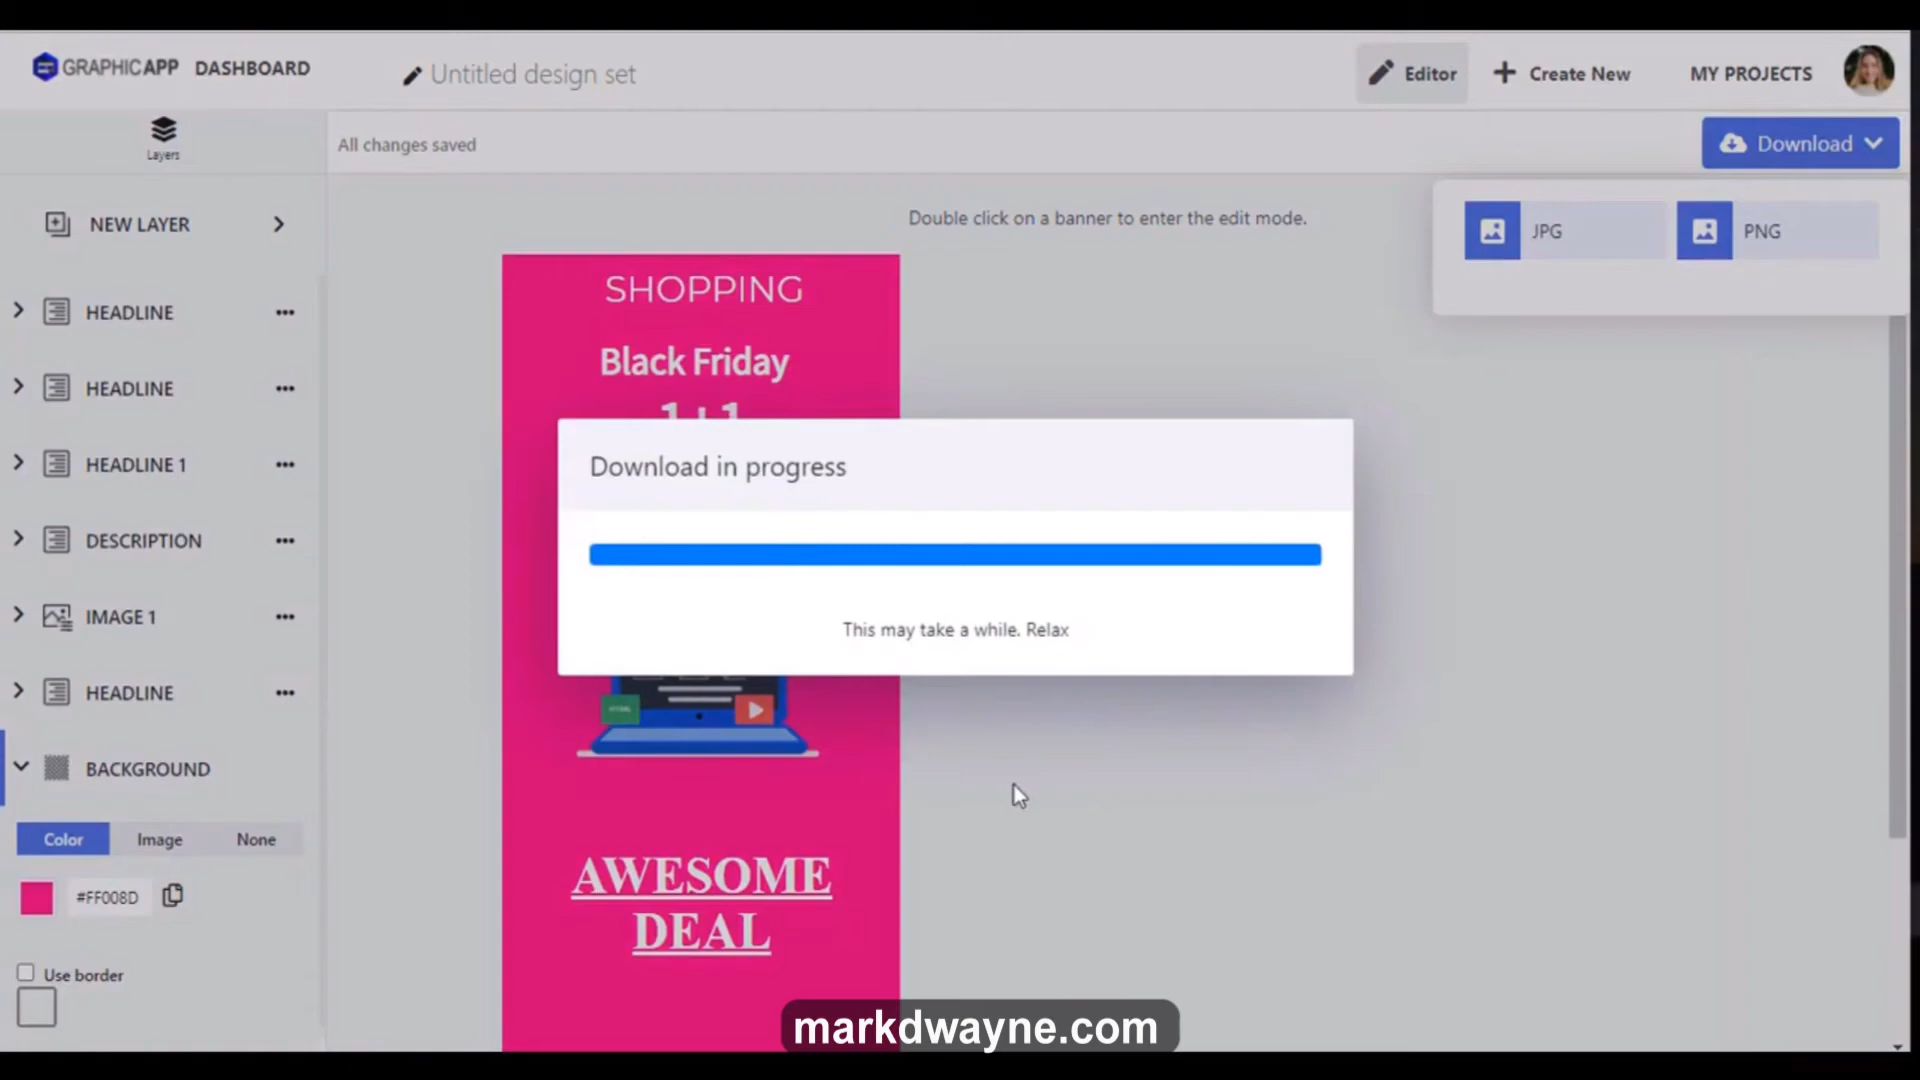 GRAPHICAPP DASHBOARD
Untitled design set
Editor
Create New
MY PROJECTS
Layers
All changes saved
Download
NEW LAYER
Double click on a banner to enter the edit mode.
JPG
PNG
HEADLINE
HEADLINE
HEADLINE 1
DESCRIPTION
IMAGE 1
HEADLINE
BACKGROUND
Color
Image
None
#FF008D
Use border
SHOPPING
Black Friday
1+1
Download in progress
This may take a while. Relax
HTML
AWESOME
DEAL
markdwayne.com